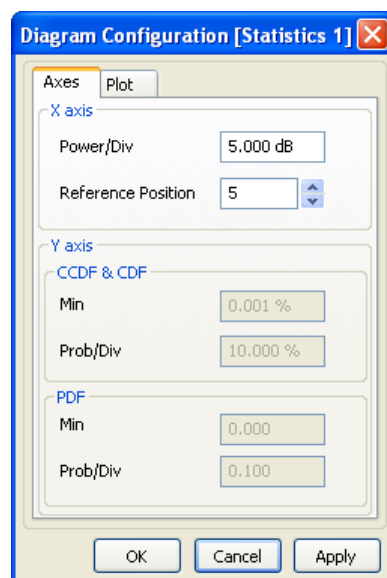 Diagram Configuration [Statistics 1]
Axes Plot
X axis
Power/Div 5.000 dB
Reference Position 5
Y axis
CCDF & CDF
Min 0.001 %
Prob/Div 10.000 %
PDF
Min 0.000
Prob/Div 0.100
OK Cancel Apply